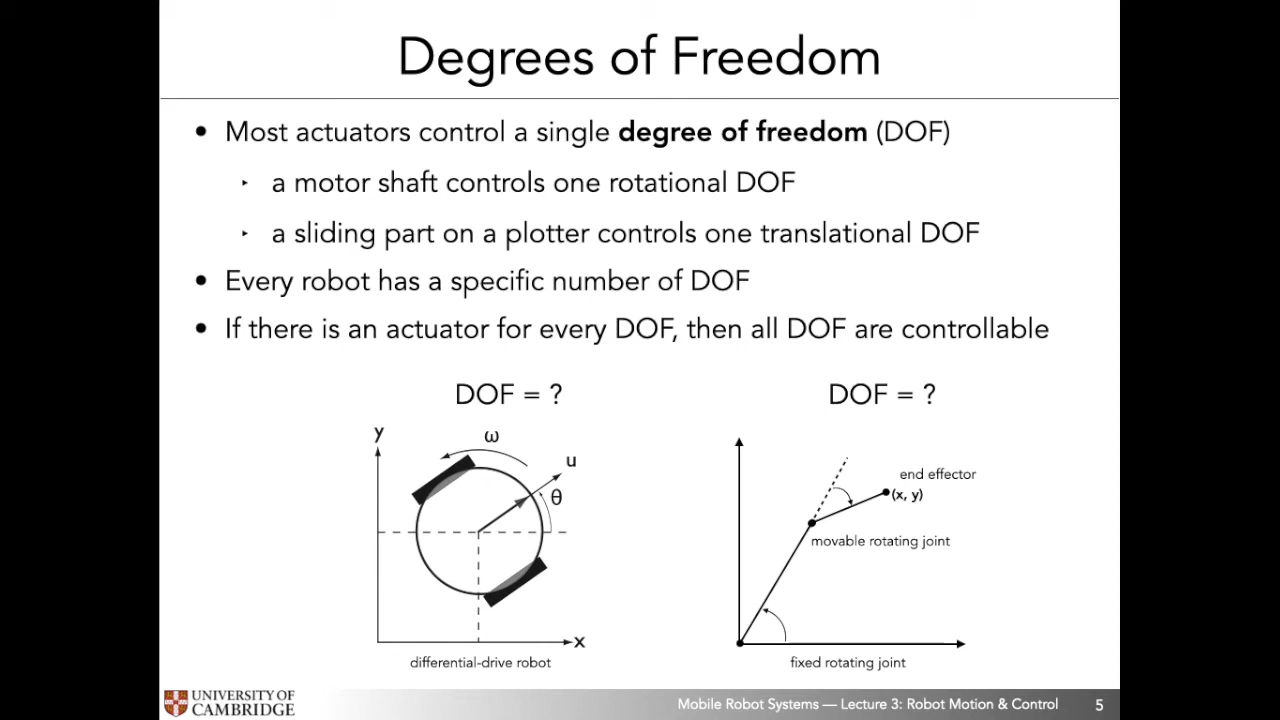 Degrees of Freedom
• Most actuators control a single degree of freedom (DOF)
‣ a motor shaft controls one rotational DOF
‣ a sliding part on a plotter controls one translational DOF
• Every robot has a specific number of DOF
• If there is an actuator for every DOF, then all DOF are controllable
DOF = ?
y
ω
u
θ
x
differential-drive robot
DOF = ?
end effector
(x, y)
movable rotating joint
fixed rotating joint
UNIVERSITY OF
CAMBRIDGE
Mobile Robot Systems — Lecture 3: Robot Motion & Control
5